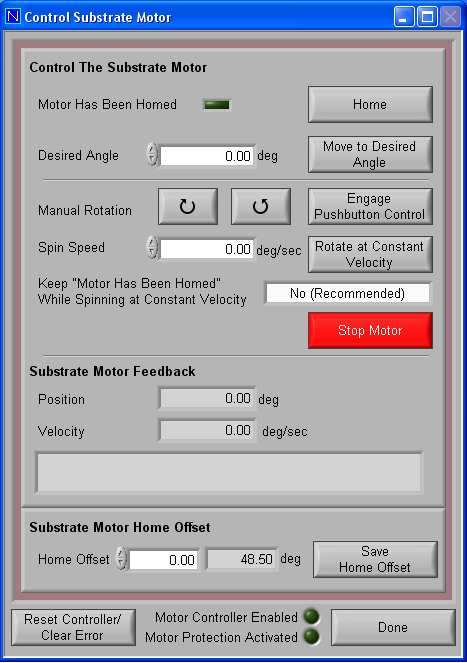 Control Substrate Motor
Control The Substrate Motor
Motor Has Been Homed
Home
Desired Angle
0.00
deg
Move to Desired
Angle
Manual Rotation
↻
↺
Engage
Pushbutton Control
Spin Speed
0.00
deg/sec
Rotate at Constant
Velocity
Keep "Motor Has Been Homed"
While Spinning at Constant Velocity
No (Recommended)
Stop Motor
Substrate Motor Feedback
Position
0.00
deg
Velocity
0.00
deg/sec
Substrate Motor Home Offset
Home Offset
0.00
48.50
deg
Save
Home Offset
Reset Controller/
Clear Error
Motor Controller Enabled
Motor Protection Activated
Done